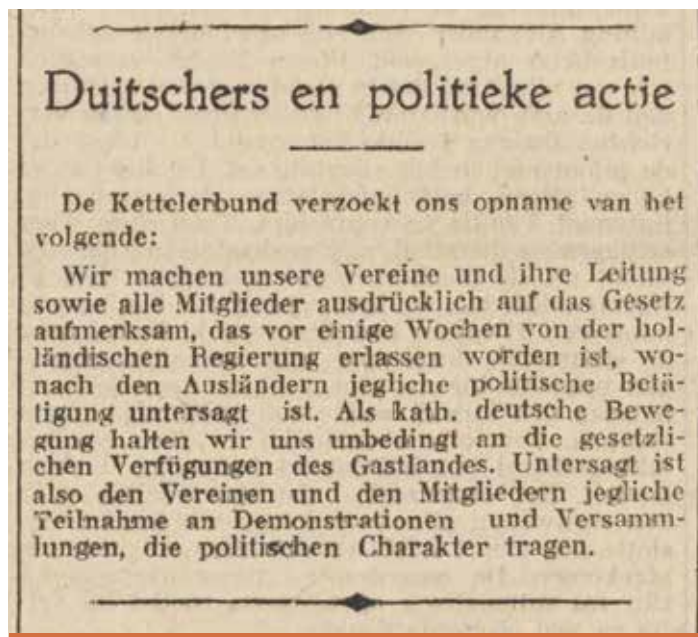 Duitschers en politieke actie
De Kettelerbund verzoekt ons opname van het
volgende:
Wir machen unsere Vereine und ihre Leitung
sowie alle Mitglieder ausdrücklich auf das Gesetz
aufmerksam, das vor einige Wochen von der hol-
ländischen Regierung erlassen worden ist, wo-
nach den Ausländern jegliche politische Betä-
tigung untersagt ist. Als kath. deutsche Bewe-
gung halten wir uns unbedingt an die gesetzli-
chen Verfügungen des Gastlandes. Untersagt ist
also den Vereinen und den Mitgliedern jegliche
Teilnahme an Demonstrationen und Versamm-
lungen, die politischen Charakter tragen.